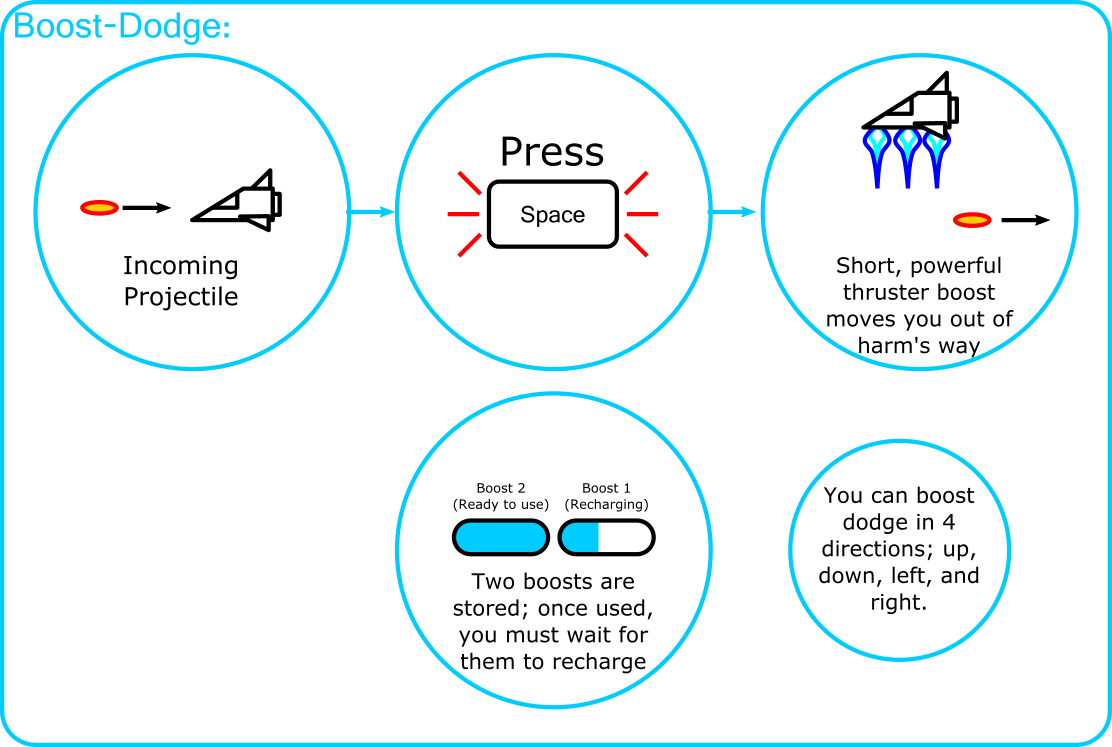 Boost-Dodge:
Incoming
Projectile
Press
Space
Short, powerful
thruster boost
moves you out of
harm's way
Boost 2
(Ready to use)
Boost 1
(Recharging)
Two boosts are
stored; once used,
you must wait for
them to recharge
You can boost
dodge in 4
directions; up,
down, left, and
right.